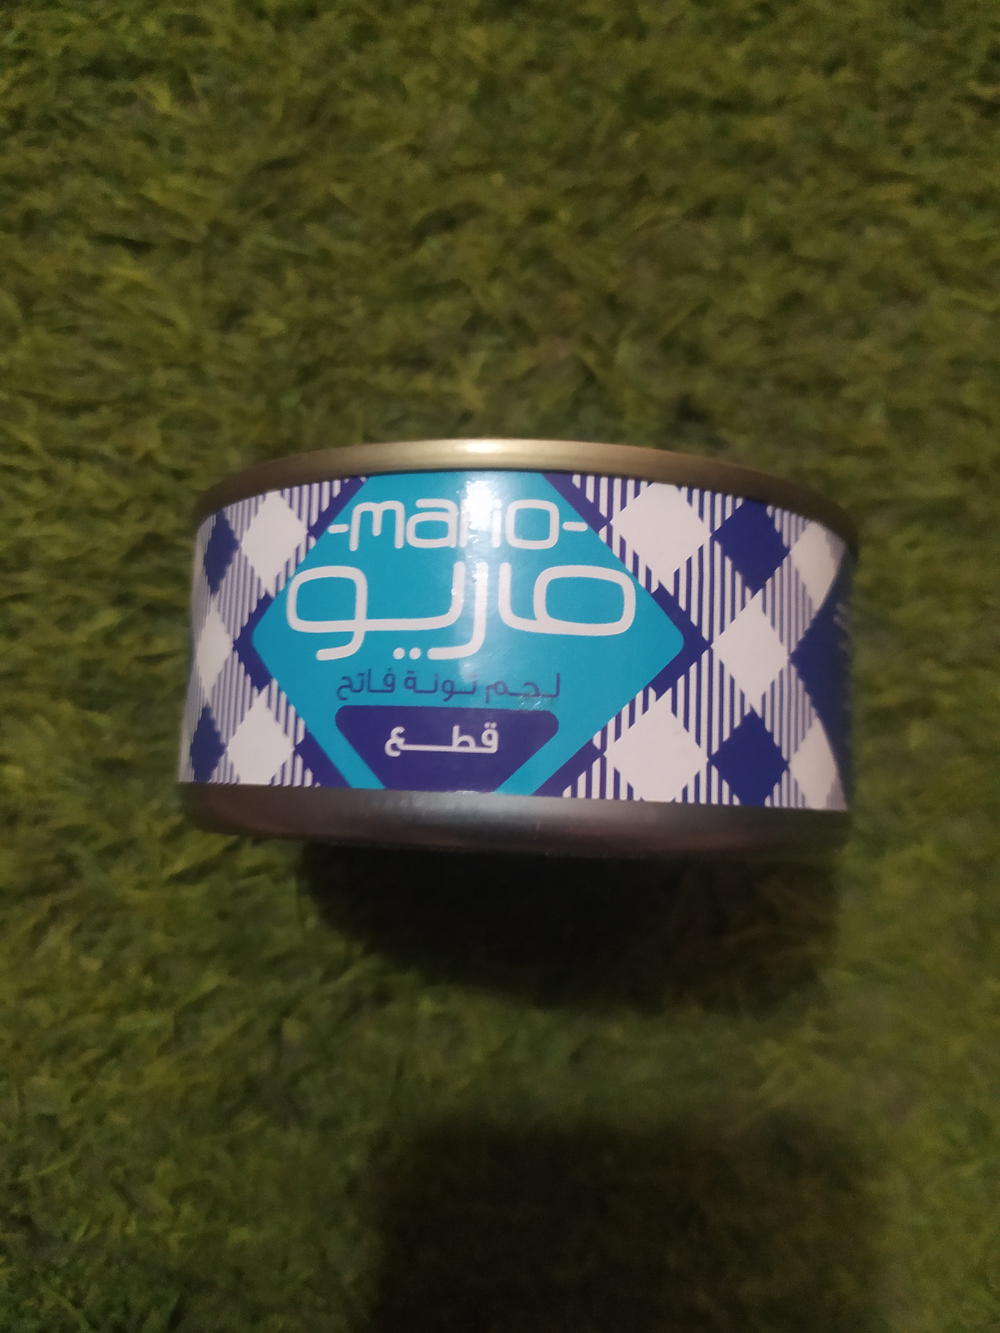 -mario-
ماريو
لحم تونة فاتح
قطع